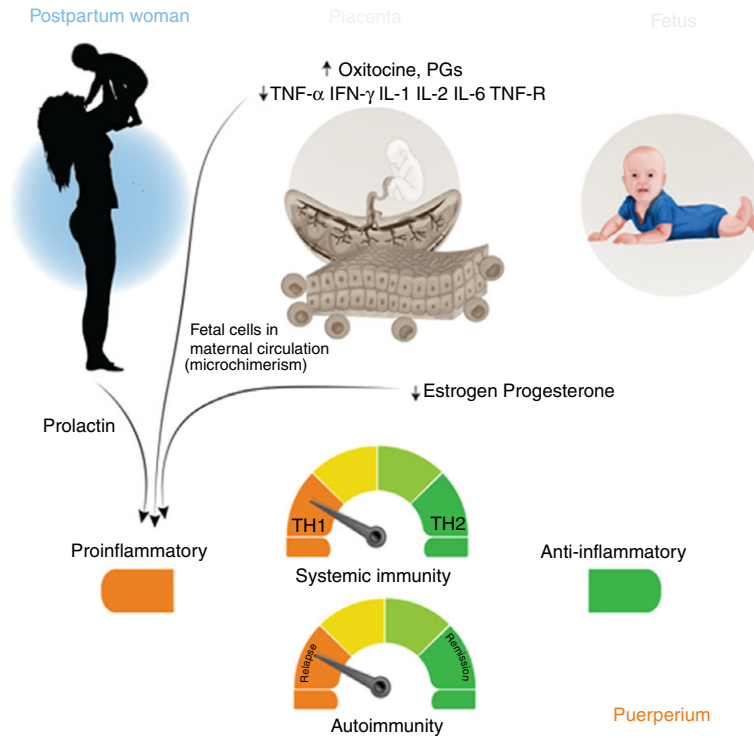 Postpartum woman
Placenta
Fetus
↑ Oxitocine, PGs
↓TNF-α IFN-γ IL-1 IL-2 IL-6 TNF-R
Fetal cells in
maternal circulation
(microchimerism)
↓Estrogen Progesterone
Prolactin
TH1
TH2
Proinflammatory
Anti-inflammatory
Systemic immunity
Relapse
Remission
Autoimmunity
Puerperium